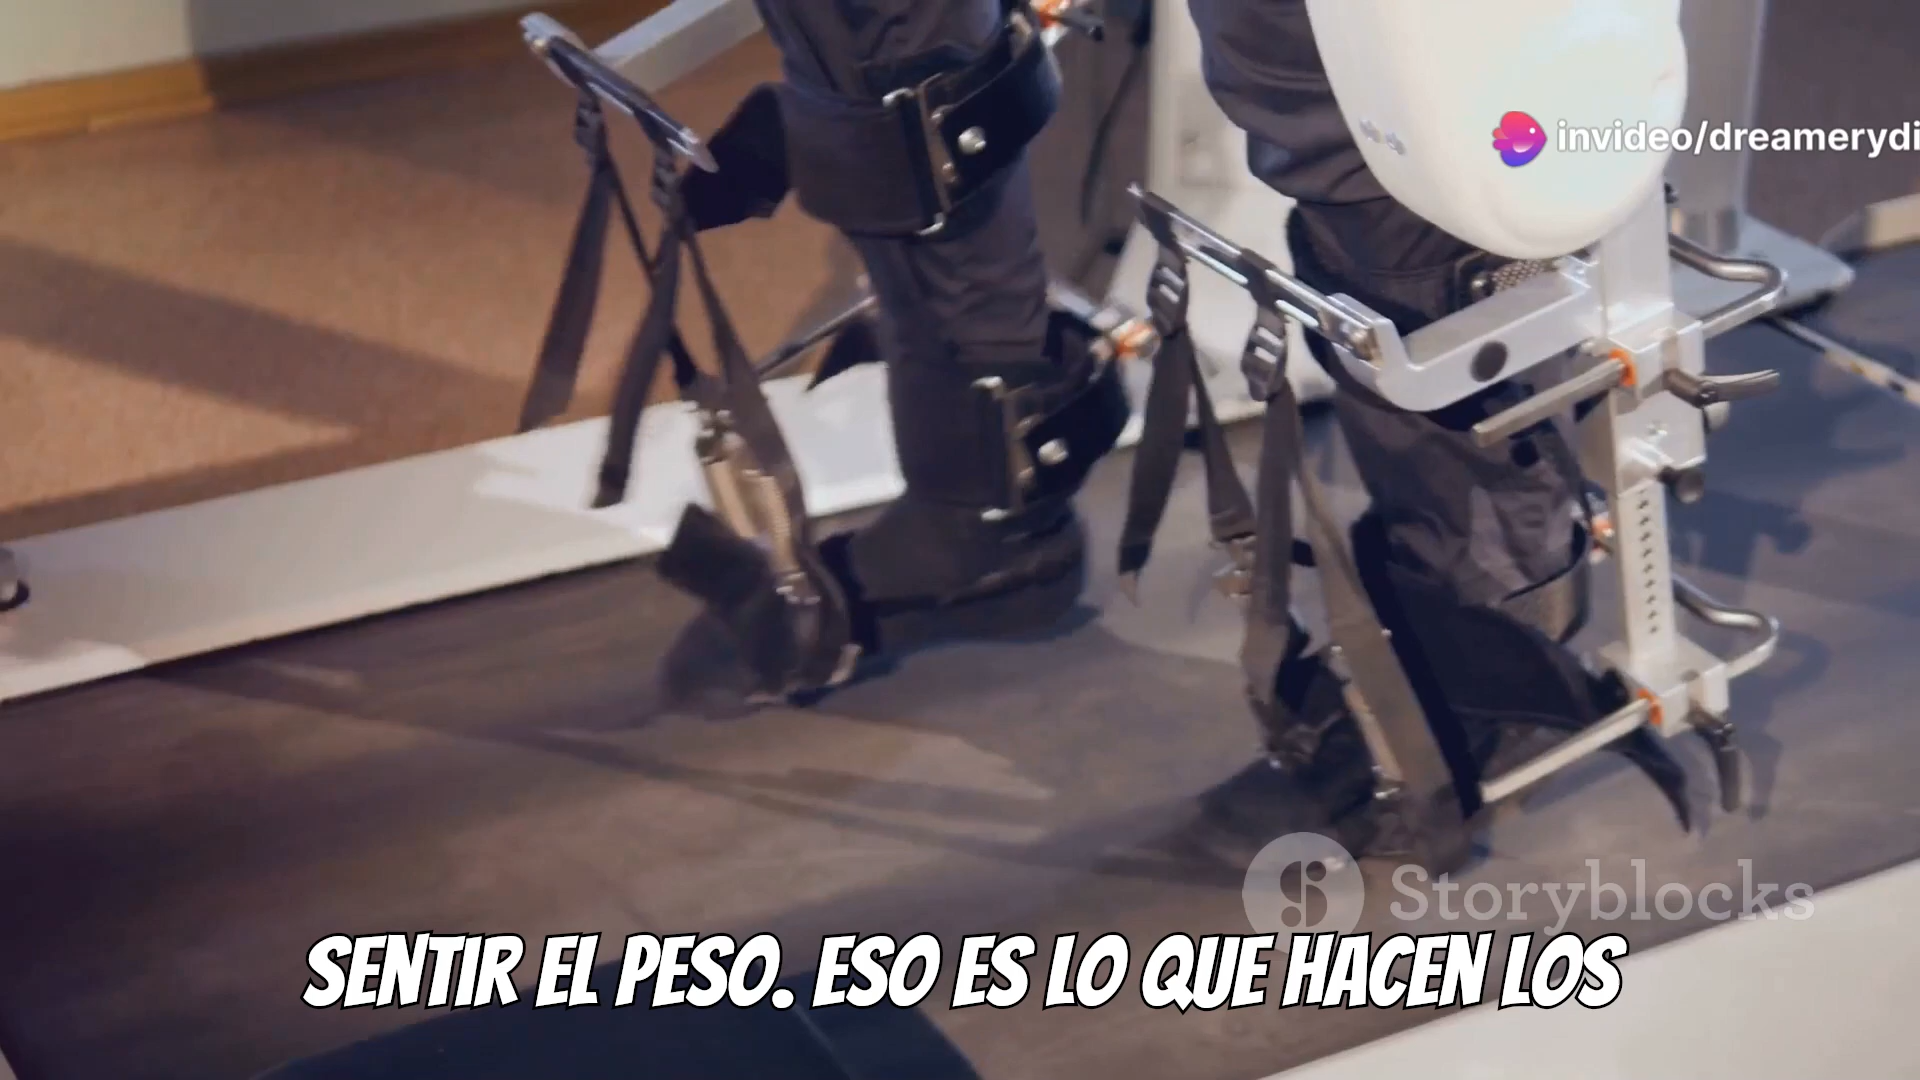 invideo/dreamerydi
Storyblocks
SENTIR EL PESO. ESO ES LO QUE HACEN LOS